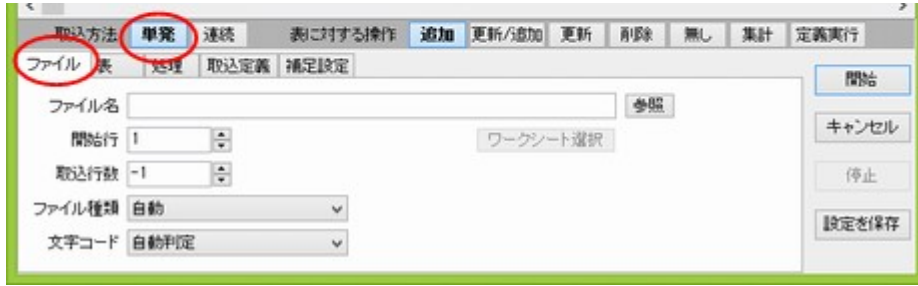 取込方法 単発 連続 表に対する操作 追加 更新/追加 更新 削除 無し 集計 定義実行
ファイル 表 処理 取込定義 補足設定
開始
ファイル名 参照
キャンセル
開始行 1 ワークシート選択
取込行数 -1
停止
ファイル種類 自動
設定を保存
文字コード 自動判定